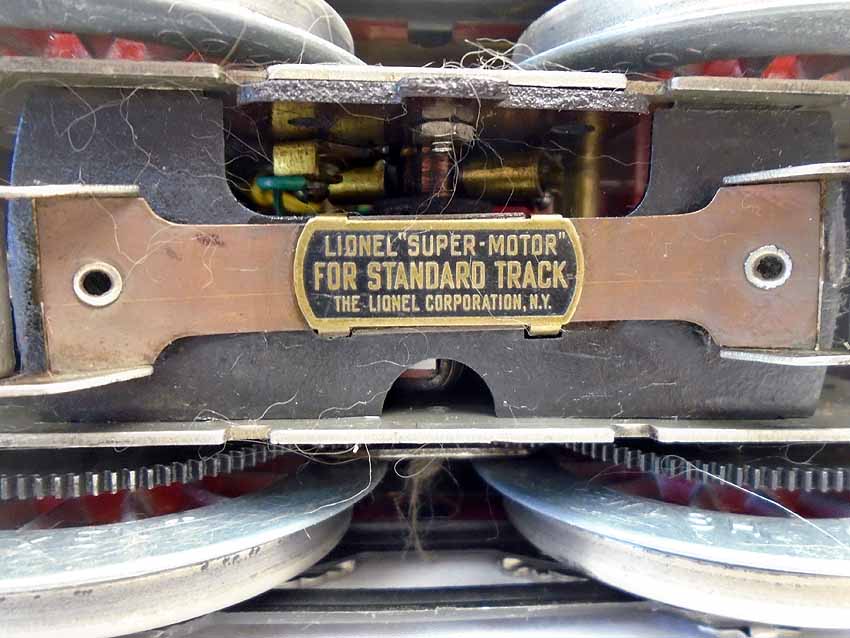 LIONEL "SUPER-MOTOR"
FOR STANDARD TRACK
THE LIONEL CORPORATION, N.Y.